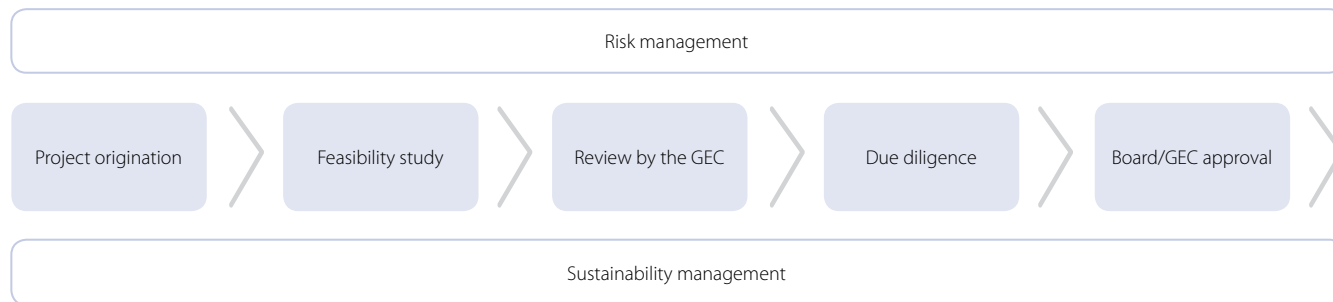 Risk management
Project origination
Feasibility study
Review by the GEC
Due diligence
Board/GEC approval
Sustainability management